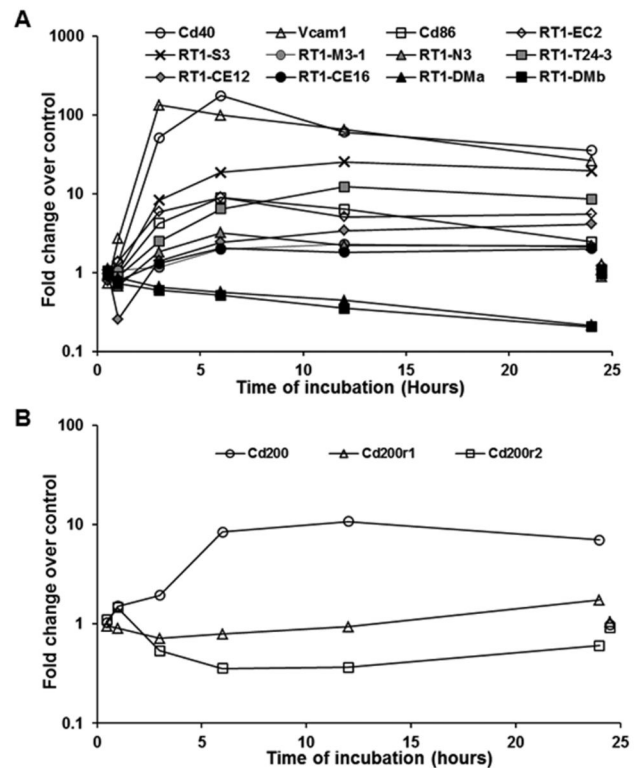 A
Cd40 Vcam1 Cd86 RT1-EC2
RT1-S3 RT1-M3-1 RT1-N3 RT1-T24-3
RT1-CE12 RT1-CE16 RT1-DMa RT1-DMb
Fold change over control
1000
100
10
1
0.1
0 5 10 15 20 25
Time of incubation (Hours)
B
Cd200 Cd200r1 Cd200r2
Fold change over control
100
10
1
0.1
0 5 10 15 20 25
Time of incubation (hours)